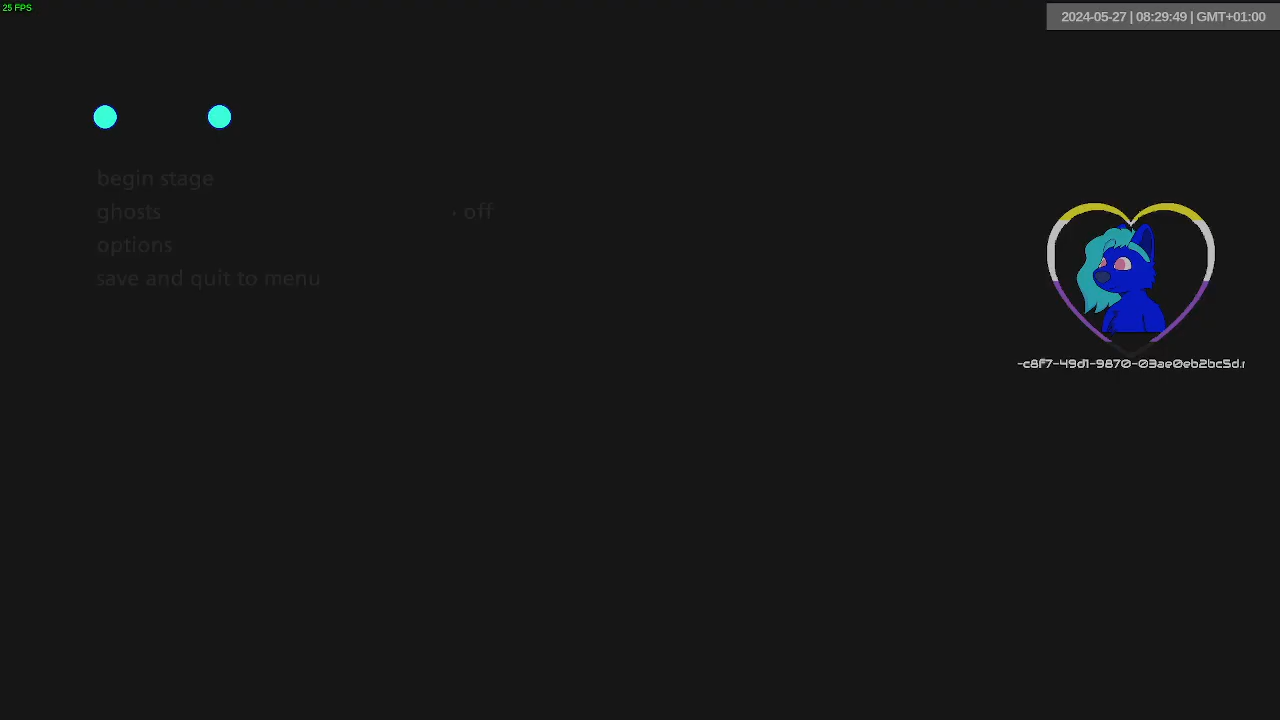 25 FPS
2024-05-27 | 08:29:49 | GMT+01:00
begin stage
ghosts · off
options
save and quit to menu
-c8f7-49d1-9870-03ae0eb2bc5d.r